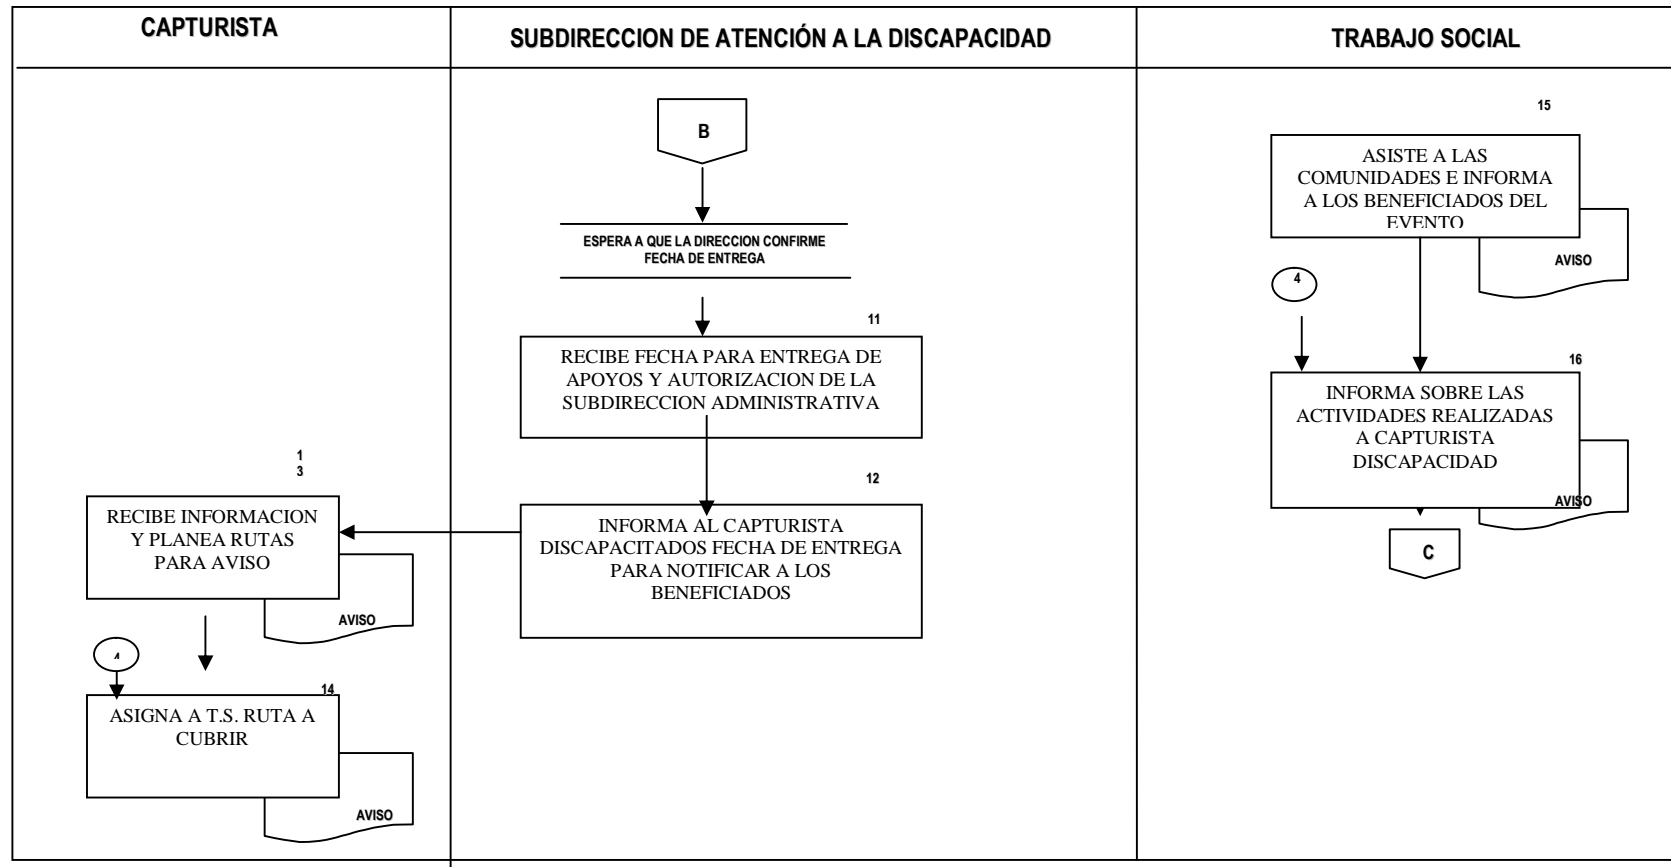 CAPTURISTA
SUBDIRECCION DE ATENCIÓN A LA DISCAPACIDAD
TRABAJO SOCIAL
B
ESPERA A QUE LA DIRECCION CONFIRME
FECHA DE ENTREGA
11
RECIBE FECHA PARA ENTREGA DE
APOYOS Y AUTORIZACION DE LA
SUBDIRECCION ADMINISTRATIVA
12
INFORMA AL CAPTURISTA
DISCAPACITADOS FECHA DE ENTREGA
PARA NOTIFICAR A LOS
BENEFICIADOS
1
3
RECIBE INFORMACION
Y PLANEA RUTAS
PARA AVISO
AVISO
4
14
ASIGNA A T.S. RUTA A
CUBRIR
AVISO
15
ASISTE A LAS
COMUNIDADES E INFORMA
A LOS BENEFICIADOS DEL
EVENTO
AVISO
4
16
INFORMA SOBRE LAS
ACTIVIDADES REALIZADAS
A CAPTURISTA
DISCAPACIDAD
AVISO
C